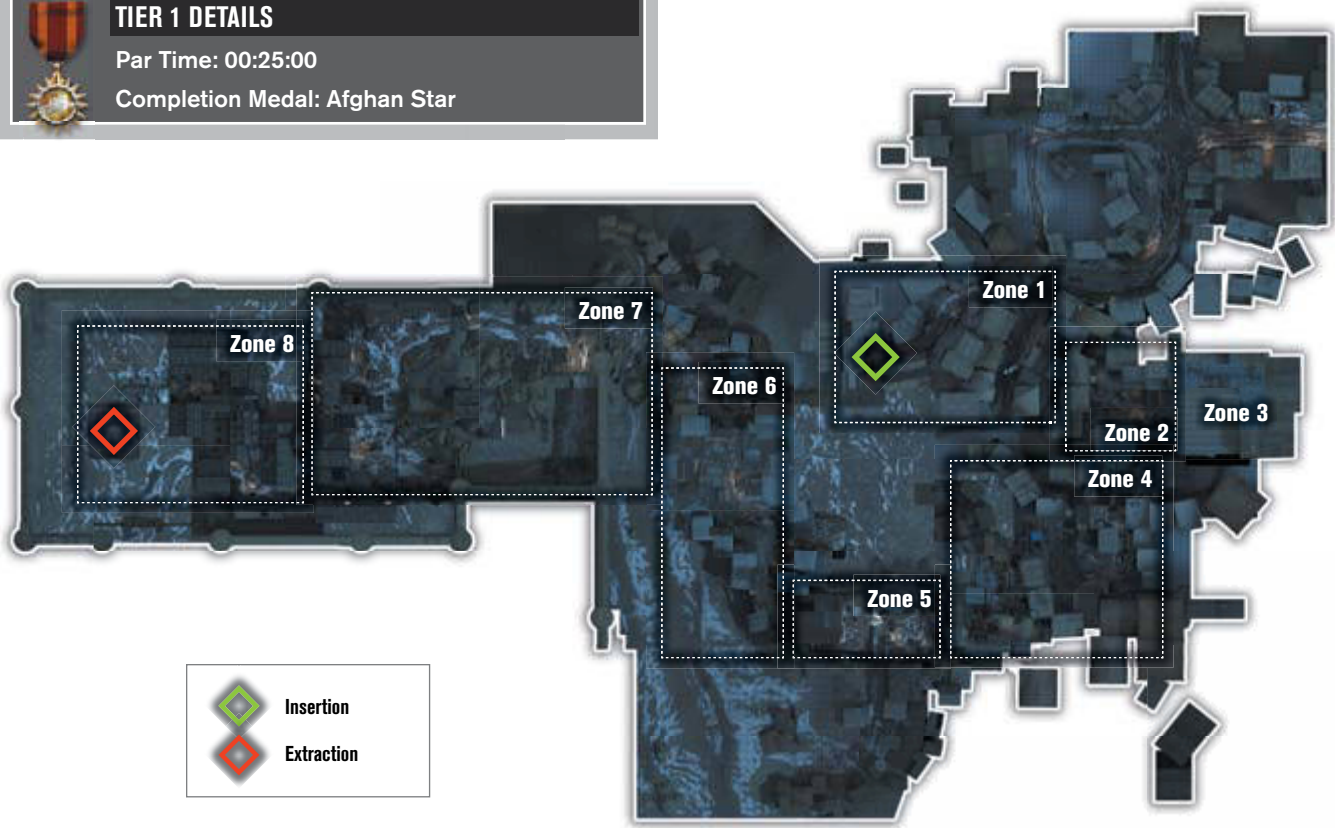 TIER 1 DETAILS
Par Time: 00:25:00
Completion Medal: Afghan Star
Zone 1
Zone 7
Zone 8
Zone 6
Zone 3
Zone 2
Zone 4
Zone 5
Insertion
Extraction